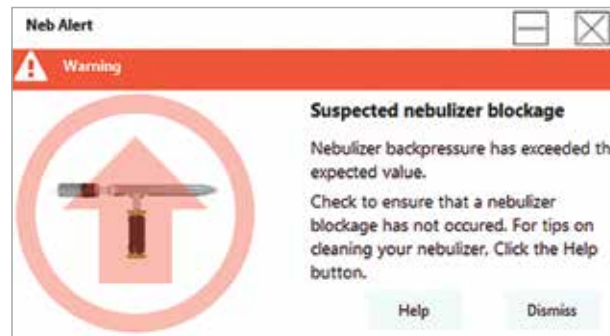 Neb Alert
Warning
Suspected nebulizer blockage
Nebulizer backpressure has exceeded th
expected value.
Check to ensure that a nebulizer
blockage has not occured. For tips on
cleaning your nebulizer, Click the Help
button.
Help Dismiss